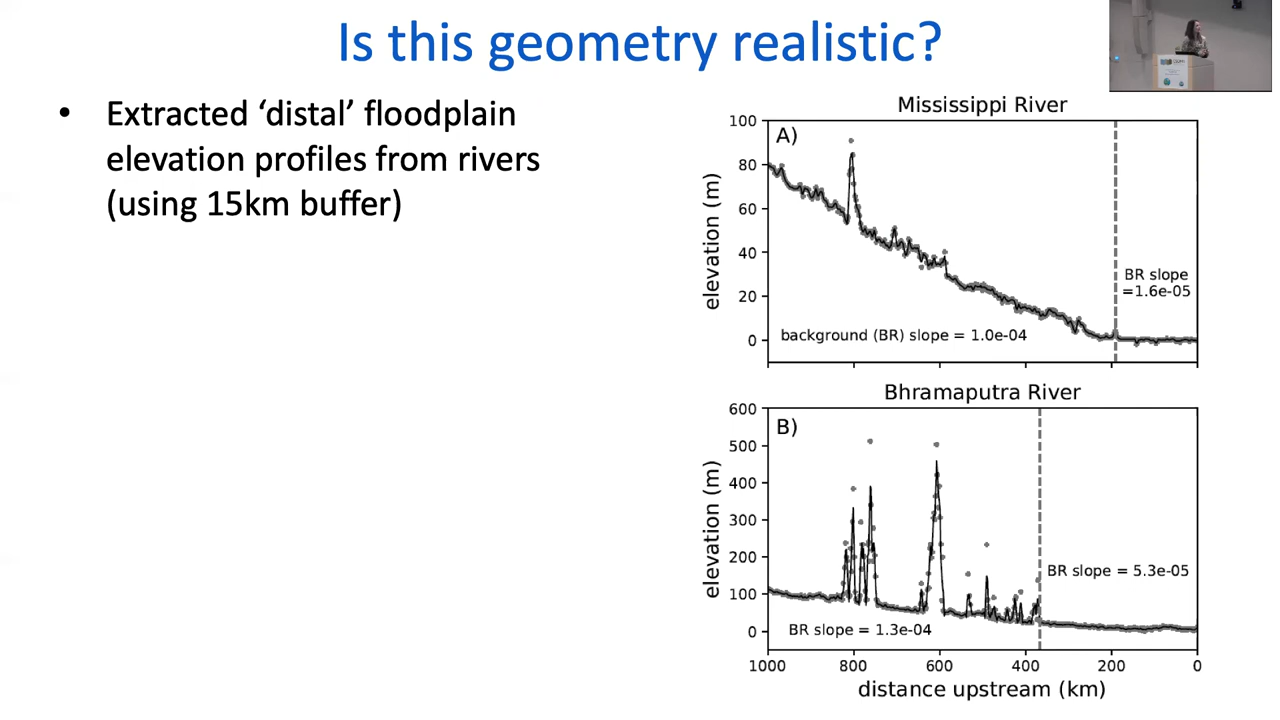 Is this geometry realistic?
• Extracted ‘distal’ floodplain
elevation profiles from rivers
(using 15km buffer)
Mississippi River
A)
100
80
60
40
20
0
elevation (m)
BR slope
=1.6e-05
background (BR) slope = 1.0e-04
Bhramaputra River
B)
600
500
400
300
200
100
0
elevation (m)
BR slope = 5.3e-05
BR slope = 1.3e-04
1000 800 600 400 200 0
distance upstream (km)